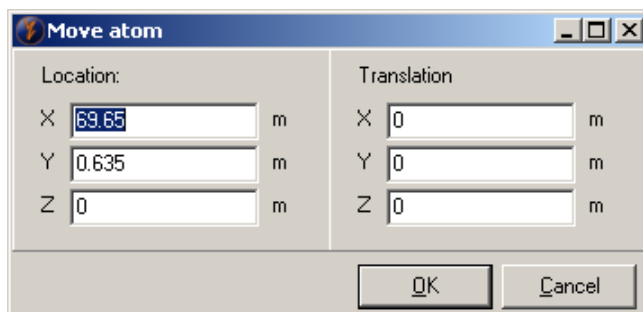 Move atom
Location:
X 69.65 m
Y 0.635 m
Z 0 m
Translation
X 0 m
Y 0 m
Z 0 m
OK Cancel